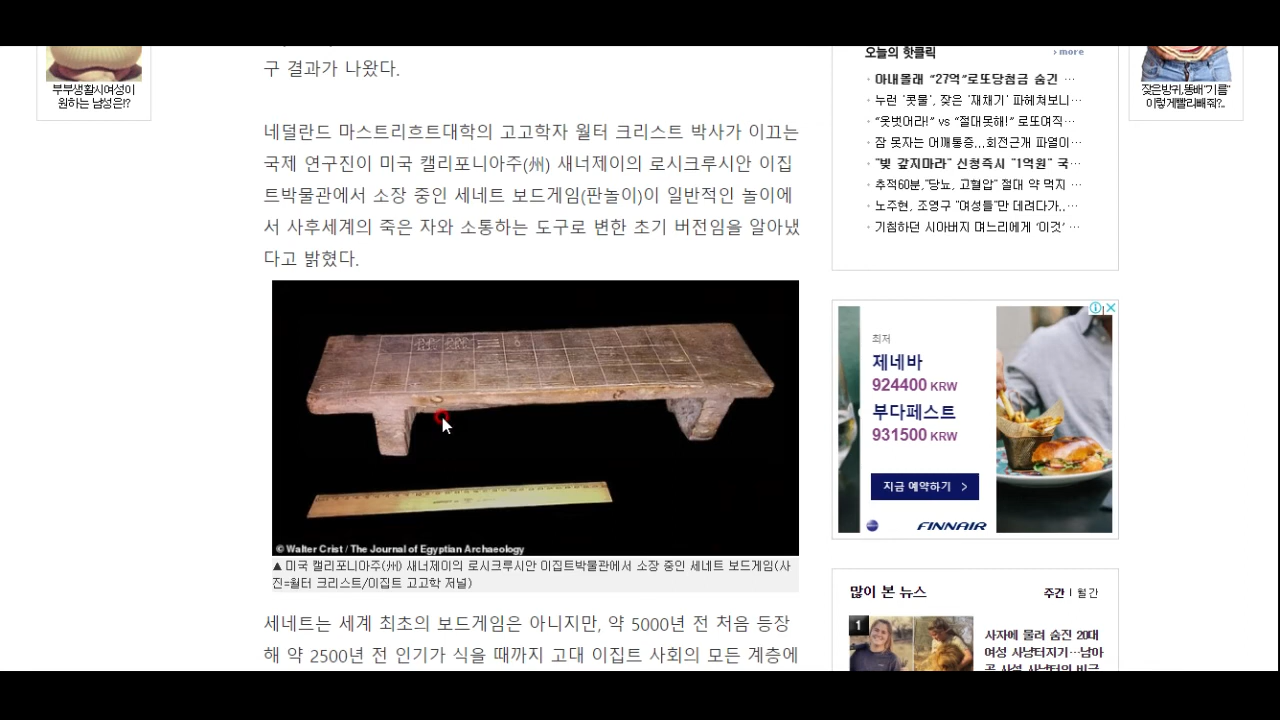 부부생활시여성이
원하는 남성은!?
구 결과가 나왔다.
네덜란드 마스트리흐트대학의 고고학자 월터 크리스트 박사가 이끄는
국제 연구진이 미국 캘리포니아주(州) 새너제이의 로시크루시안 이집
트박물관에서 소장 중인 세네트 보드게임(판놀이)이 일반적인 놀이에
서 사후세계의 죽은 자와 소통하는 도구로 변한 초기 버전임을 알아냈
다고 밝혔다.
© Walter Crist / The Journal of Egyptian Archaeology
▲ 미국 캘리포니아주(州) 새너제이의 로시크루시안 이집트박물관에서 소장 중인 세네트 보드게임(사
진=월터 크리스트/이집트 고고학 저널)
세네트는 세계 최초의 보드게임은 아니지만, 약 5000년 전 처음 등장
해 약 2500년 전 인기가 식을 때까지 고대 이집트 사회의 모든 계층에
오늘의 핫클릭
› more
· 아내몰래 “27억”로또당첨금 숨긴 …
· 누런 '콧물', 잦은 '재채기' 파헤쳐보니…
· “옷벗어라!” vs “절대못해!” 로또여직…
· 잠 못자는 어깨통증...회전근개 파열이…
· "빚 갚지마라" 신청즉시 "1억원" 국…
· 추적60분,"당뇨, 고혈압" 절대 약 먹지 …
· 노주현, 조영구 "여성들"만 데려다가..…
· 기침하던 시아버지 며느리에게 '이것' …
최저
제네바
924400 KRW
부다페스트
931500 KRW
지금 예약하기 >
FINNAIR
많이 본 뉴스
주간 | 월간
1
사자에 물려 숨진 20대
여성 사냥터지기…남아
잦은방귀,똥배"기름"
이렇게빨리빼줘?..